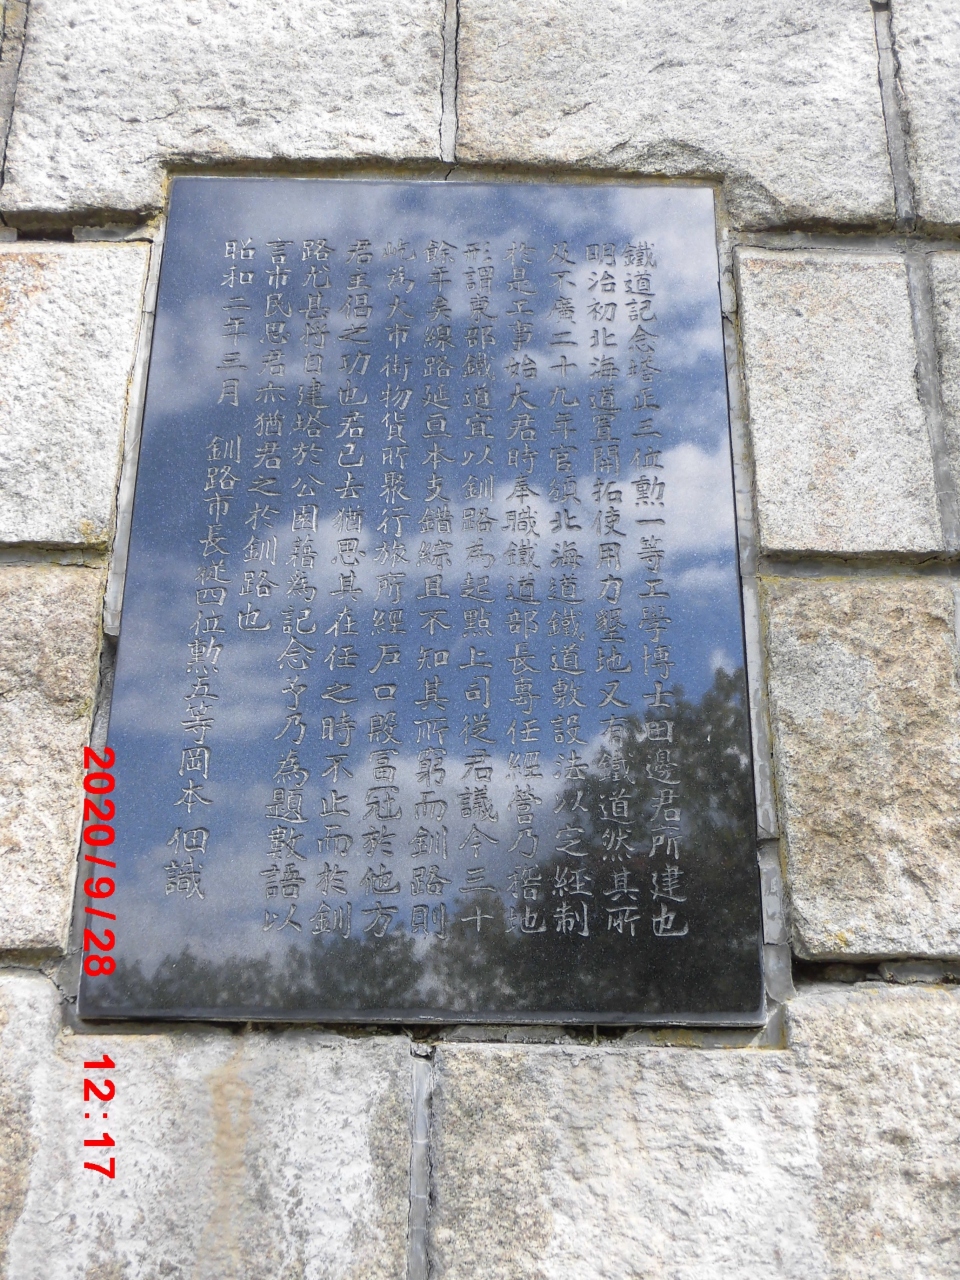 鐵道記念塔正三位勲一等工學博士田邊君所建也
明治初北海道置開拓使用力墾地又有鐵道然其所
及不廣二十九年官頒北海道鐵道敷設法以定經制
於是工事始大君時奉職鐵道部長專任經營乃稽地
形謂東部鐵道宜以釧路為起點上司從君議今三十
餘年矣線路延亘本支錯綜且不知其所窮而釧路則
屹為大市街物貨所聚行旅所經戸口殷冨冠於他方
君主倡之功也君已去猶思其在任之時不止而於釧
路尤甚胥曰建塔於公園藉為記念予乃為題數語以
言市民思君亦猶君之於釧路也
昭和二年三月
釧路市長從四位勲五等岡本佃識
2020/9/28 12:17